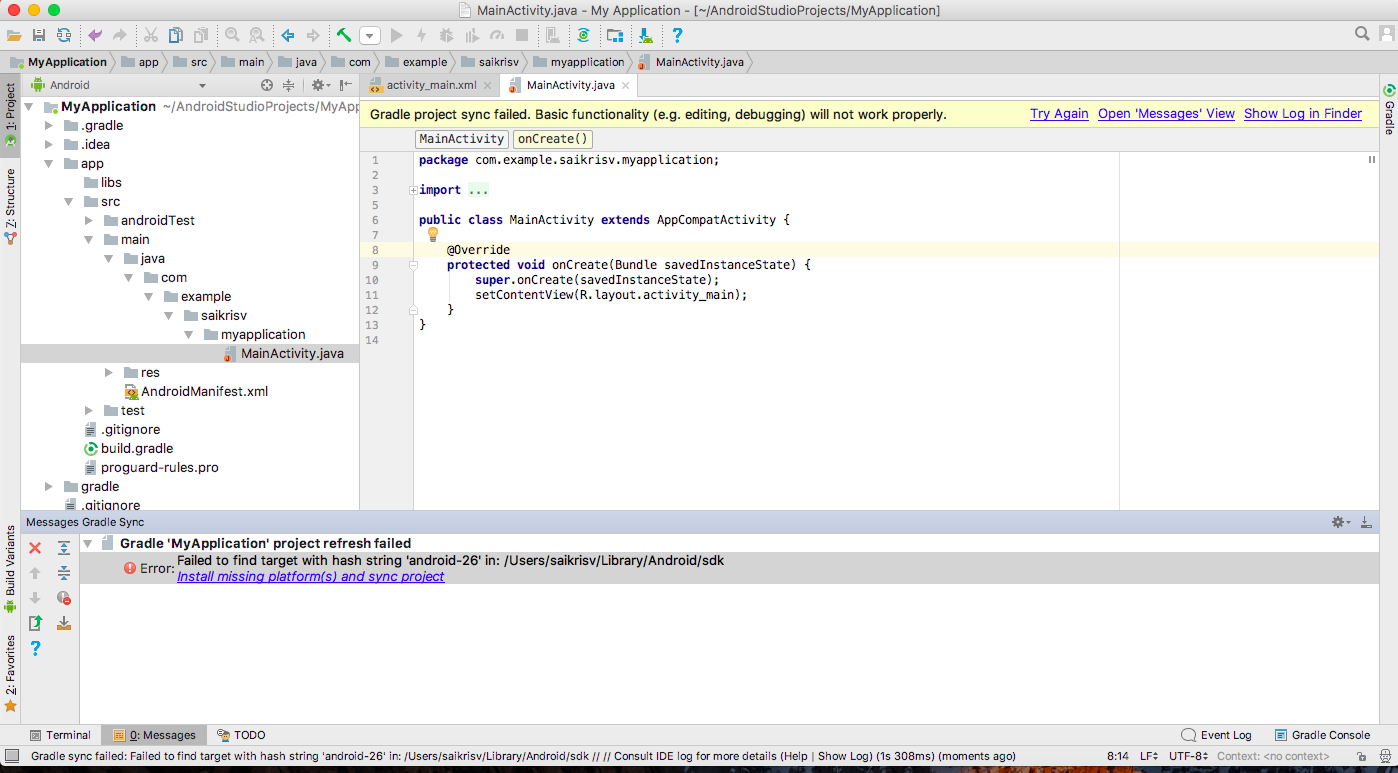 MainActivity.java - My Application - [~/AndroidStudioProjects/MyApplication]
MyApplication app src main java com example saikrisv myapplication MainActivity.java
Android
activity_main.xml MainActivity.java
Gradle project sync failed. Basic functionality (e.g. editing, debugging) will not work properly. Try Again Open 'Messages' View Show Log in Finder
MainActivity onCreate()
1: Project
7: Structure
Build Variants
2: Favorites
Gradle
MyApplication ~/AndroidStudioProjects/MyApp
.gradle
.idea
app
libs
src
androidTest
main
java
com
example
saikrisv
myapplication
MainActivity.java
res
AndroidManifest.xml
test
.gitignore
build.gradle
proguard-rules.pro
gradle
.gitignore
1 package com.example.saikrisv.myapplication;
2
3 import ...
5
6 public class MainActivity extends AppCompatActivity {
7
8 @Override
9 protected void onCreate(Bundle savedInstanceState) {
10 super.onCreate(savedInstanceState);
11 setContentView(R.layout.activity_main);
12 }
13 }
14
Messages Gradle Sync
Gradle 'MyApplication' project refresh failed
Error: Failed to find target with hash string 'android-26' in: /Users/saikrisv/Library/Android/sdk
Install missing platform(s) and sync project
Terminal 0: Messages TODO Event Log Gradle Console
Gradle sync failed: Failed to find target with hash string 'android-26' in: /Users/saikrisv/Library/Android/sdk // // Consult IDE log for more details (Help | Show Log) (1s 308ms) (moments ago) 8:14 LF UTF-8 Context: <no context>